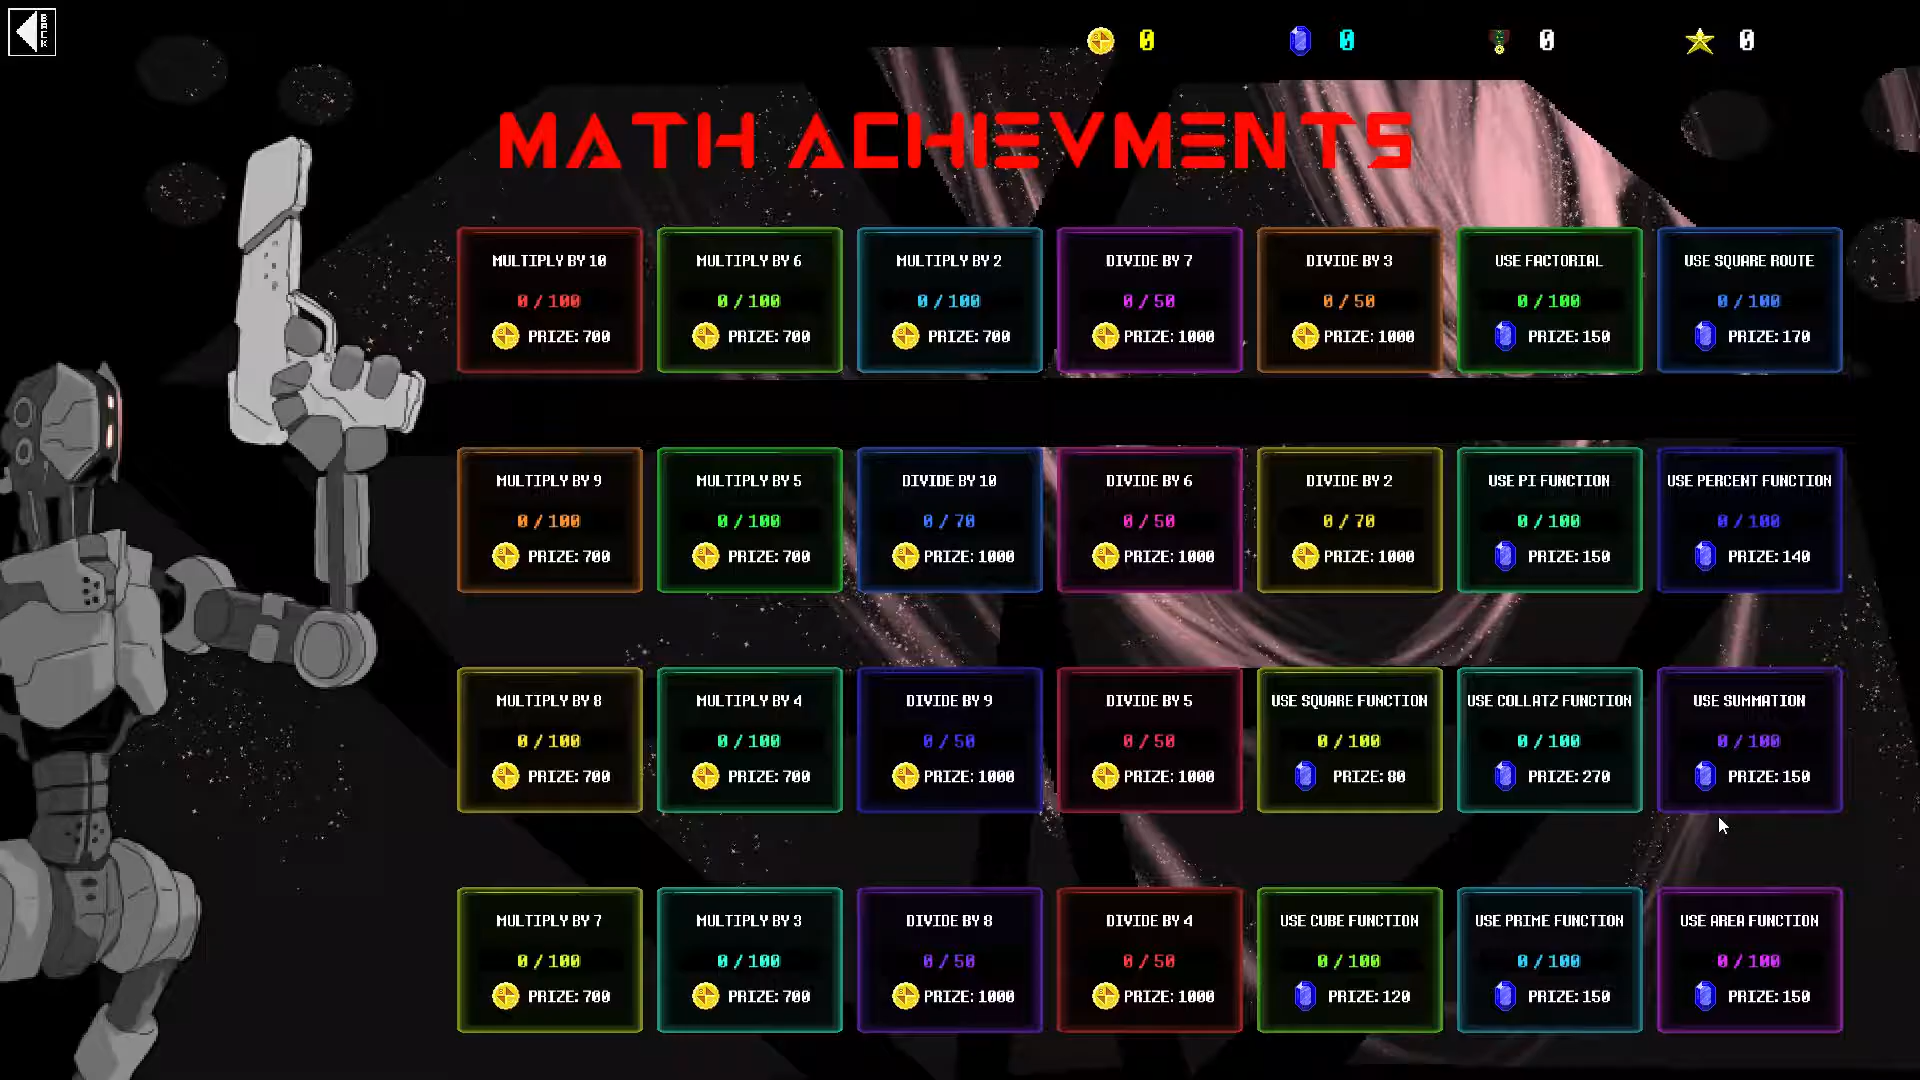 BACK
0 0 0 0
MATH ACHIEVMENTS
MULTIPLY BY 10
0 / 100
PRIZE: 700
MULTIPLY BY 6
0 / 100
PRIZE: 700
MULTIPLY BY 2
0 / 100
PRIZE: 700
DIVIDE BY 7
0 / 50
PRIZE: 1000
DIVIDE BY 3
0 / 50
PRIZE: 1000
USE FACTORIAL
0 / 100
PRIZE: 150
USE SQUARE ROUTE
0 / 100
PRIZE: 170
MULTIPLY BY 9
0 / 100
PRIZE: 700
MULTIPLY BY 5
0 / 100
PRIZE: 700
DIVIDE BY 10
0 / 70
PRIZE: 1000
DIVIDE BY 6
0 / 50
PRIZE: 1000
DIVIDE BY 2
0 / 70
PRIZE: 1000
USE PI FUNCTION
0 / 100
PRIZE: 150
USE PERCENT FUNCTION
0 / 100
PRIZE: 140
MULTIPLY BY 8
0 / 100
PRIZE: 700
MULTIPLY BY 4
0 / 100
PRIZE: 700
DIVIDE BY 9
0 / 50
PRIZE: 1000
DIVIDE BY 5
0 / 50
PRIZE: 1000
USE SQUARE FUNCTION
0 / 100
PRIZE: 80
USE COLLATZ FUNCTION
0 / 100
PRIZE: 270
USE SUMMATION
0 / 100
PRIZE: 150
MULTIPLY BY 7
0 / 100
PRIZE: 700
MULTIPLY BY 3
0 / 100
PRIZE: 700
DIVIDE BY 8
0 / 50
PRIZE: 1000
DIVIDE BY 4
0 / 50
PRIZE: 1000
USE CUBE FUNCTION
0 / 100
PRIZE: 120
USE PRIME FUNCTION
0 / 100
PRIZE: 150
USE AREA FUNCTION
0 / 100
PRIZE: 150